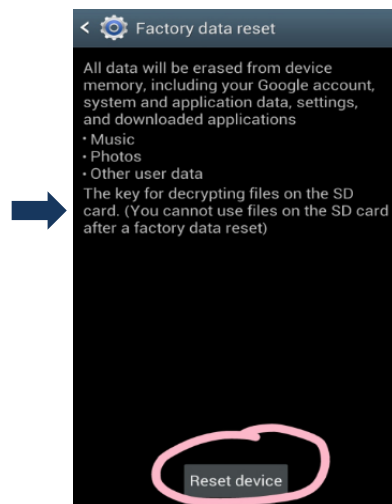 < Factory data reset
All data will be erased from device
memory, including your Google account,
system and application data, settings,
and downloaded applications
• Music
• Photos
• Other user data
The key for decrypting files on the SD
card. (You cannot use files on the SD card
after a factory data reset)
Reset device